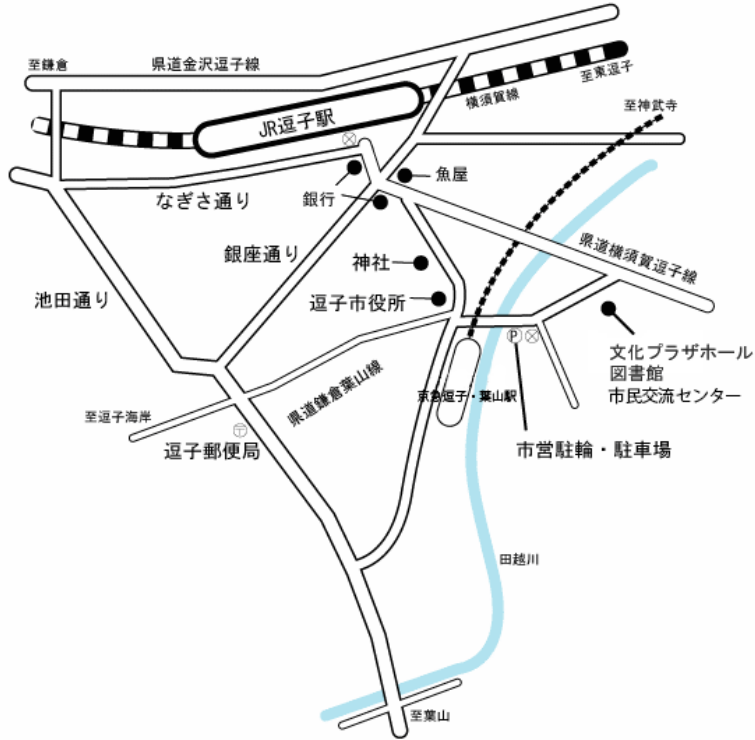 至鎌倉
県道金沢逗子線
横須賀線
至東逗子
JR逗子駅
至神武寺
なぎさ通り
銀行
魚屋
銀座通り
神社
県道横須賀逗子線
池田通り
逗子市役所
P
文化プラザホール
図書館
市民交流センター
京急逗子・葉山駅
県道鎌倉葉山線
至逗子海岸
〒
逗子郵便局
市営駐輪・駐車場
田越川
至葉山